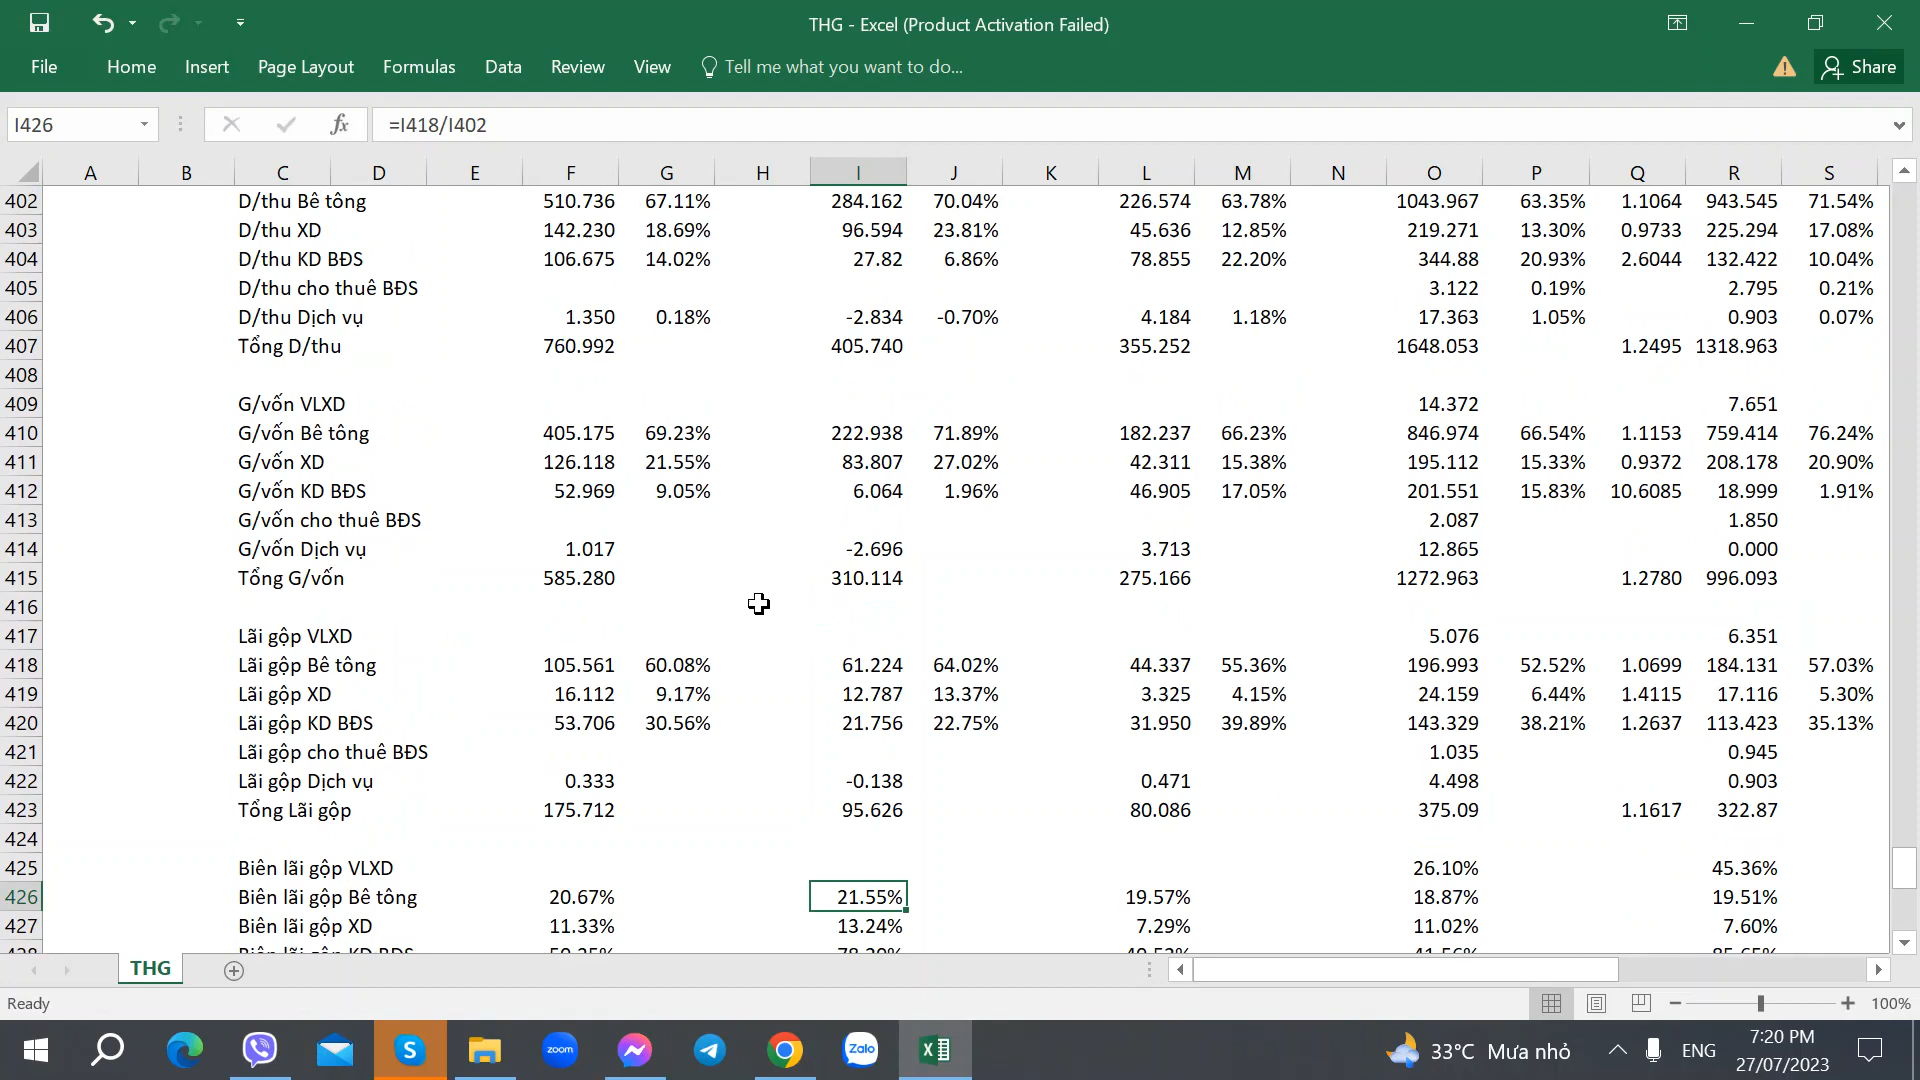 THG - Excel (Product Activation Failed)
File Home Insert Page Layout Formulas Data Review View Tell me what you want to do... Share
I426 fx =I418/I402
A B C D E F G H I J K L M N O P Q R S
402 D/thu Bê tông 510.736 67.11% 284.162 70.04% 226.574 63.78% 1043.967 63.35% 1.1064 943.545 71.54%
403 D/thu XD 142.230 18.69% 96.594 23.81% 45.636 12.85% 219.271 13.30% 0.9733 225.294 17.08%
404 D/thu KD BĐS 106.675 14.02% 27.82 6.86% 78.855 22.20% 344.88 20.93% 2.6044 132.422 10.04%
405 D/thu cho thuê BĐS 3.122 0.19% 2.795 0.21%
406 D/thu Dịch vụ 1.350 0.18% -2.834 -0.70% 4.184 1.18% 17.363 1.05% 0.903 0.07%
407 Tổng D/thu 760.992 405.740 355.252 1648.053 1.2495 1318.963
408
409 G/vốn VLXD 14.372 7.651
410 G/vốn Bê tông 405.175 69.23% 222.938 71.89% 182.237 66.23% 846.974 66.54% 1.1153 759.414 76.24%
411 G/vốn XD 126.118 21.55% 83.807 27.02% 42.311 15.38% 195.112 15.33% 0.9372 208.178 20.90%
412 G/vốn KD BĐS 52.969 9.05% 6.064 1.96% 46.905 17.05% 201.551 15.83% 10.6085 18.999 1.91%
413 G/vốn cho thuê BĐS 2.087 1.850
414 G/vốn Dịch vụ 1.017 -2.696 3.713 12.865 0.000
415 Tổng G/vốn 585.280 310.114 275.166 1272.963 1.2780 996.093
416
417 Lãi gộp VLXD 5.076 6.351
418 Lãi gộp Bê tông 105.561 60.08% 61.224 64.02% 44.337 55.36% 196.993 52.52% 1.0699 184.131 57.03%
419 Lãi gộp XD 16.112 9.17% 12.787 13.37% 3.325 4.15% 24.159 6.44% 1.4115 17.116 5.30%
420 Lãi gộp KD BĐS 53.706 30.56% 21.756 22.75% 31.950 39.89% 143.329 38.21% 1.2637 113.423 35.13%
421 Lãi gộp cho thuê BĐS 1.035 0.945
422 Lãi gộp Dịch vụ 0.333 -0.138 0.471 4.498 0.903
423 Tổng Lãi gộp 175.712 95.626 80.086 375.09 1.1617 322.87
424
425 Biên lãi gộp VLXD 26.10% 45.36%
426 Biên lãi gộp Bê tông 20.67% 21.55% 19.57% 18.87% 19.51%
427 Biên lãi gộp XD 11.33% 13.24% 7.29% 11.02% 7.60%
THG
Ready 100%
S zoom Zalo 33°C Mưa nhỏ ENG 7:20 PM
27/07/2023